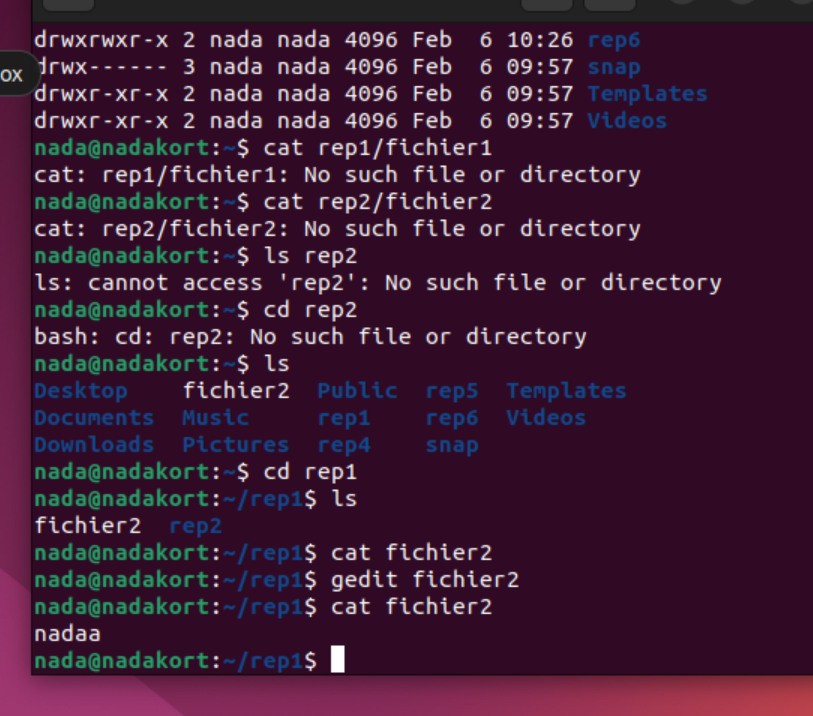 drwxrwxr-x 2 nada nada 4096 Feb  6 10:26 rep6
ox
drwx------ 3 nada nada 4096 Feb  6 09:57 snap
drwxr-xr-x 2 nada nada 4096 Feb  6 09:57 Templates
drwxr-xr-x 2 nada nada 4096 Feb  6 09:57 Videos
nada@nadakort:~$ cat rep1/fichier1
cat: rep1/fichier1: No such file or directory
nada@nadakort:~$ cat rep2/fichier2
cat: rep2/fichier2: No such file or directory
nada@nadakort:~$ ls rep2
ls: cannot access 'rep2': No such file or directory
nada@nadakort:~$ cd rep2
bash: cd: rep2: No such file or directory
nada@nadakort:~$ ls
Desktop    fichier2  Public  rep5  Templates
Documents  Music     rep1    rep6  Videos
Downloads  Pictures  rep4    snap
nada@nadakort:~$ cd rep1
nada@nadakort:~/rep1$ ls
fichier2  rep2
nada@nadakort:~/rep1$ cat fichier2
nada@nadakort:~/rep1$ gedit fichier2
nada@nadakort:~/rep1$ cat fichier2
nadaa
nada@nadakort:~/rep1$